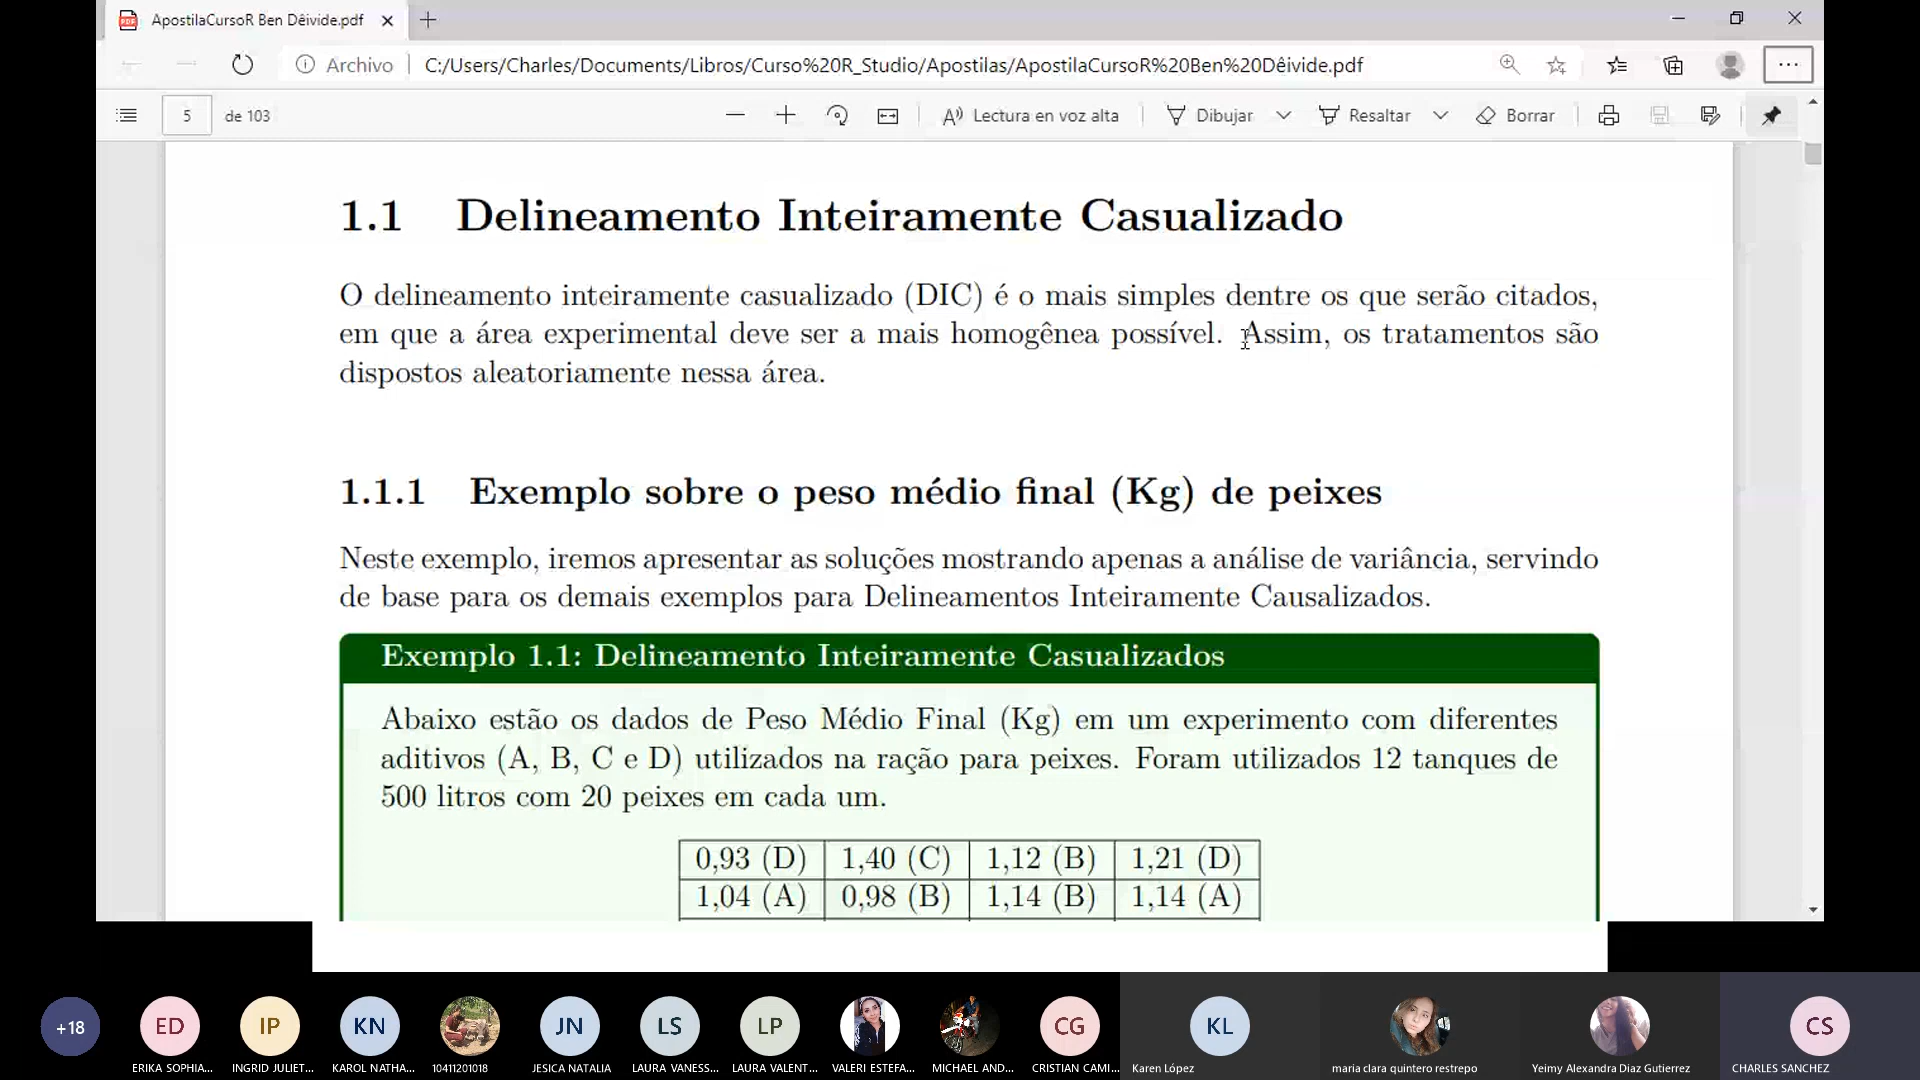 ApostilaCursoR Ben Dêivide.pdf
Archivo
C:/Users/Charles/Documents/Libros/Curso%20R_Studio/Apostilas/ApostilaCursoR%20Ben%20Dêivide.pdf
5 de 103
Lectura en voz alta
Dibujar
Resaltar
Borrar
1.1 Delineamento Inteiramente Casualizado
O delineamento inteiramente casualizado (DIC) é o mais simples dentre os que serão citados,
em que a área experimental deve ser a mais homogênea possível. Assim, os tratamentos são
dispostos aleatoriamente nessa área.
1.1.1 Exemplo sobre o peso médio final (Kg) de peixes
Neste exemplo, iremos apresentar as soluções mostrando apenas a análise de variância, servindo
de base para os demais exemplos para Delineamentos Inteiramente Causalizados.
Exemplo 1.1: Delineamento Inteiramente Casualizados
Abaixo estão os dados de Peso Médio Final (Kg) em um experimento com diferentes
aditivos (A, B, C e D) utilizados na ração para peixes. Foram utilizados 12 tanques de
500 litros com 20 peixes em cada um.
0,93 (D) 1,40 (C) 1,12 (B) 1,21 (D)
1,04 (A) 0,98 (B) 1,14 (B) 1,14 (A)
+18 ED IP KN JN LS LP CG KL CS
ERIKA SOPHIA... INGRID JULIET... KAROL NATHA... 10411201018 JESICA NATALIA LAURA VANESS... LAURA VALENT... VALERI ESTEFA... MICHAEL AND... CRISTIAN CAMI... Karen López maria clara quintero restrepo Yeimy Alexandra Diaz Gutierrez CHARLES SANCHEZ